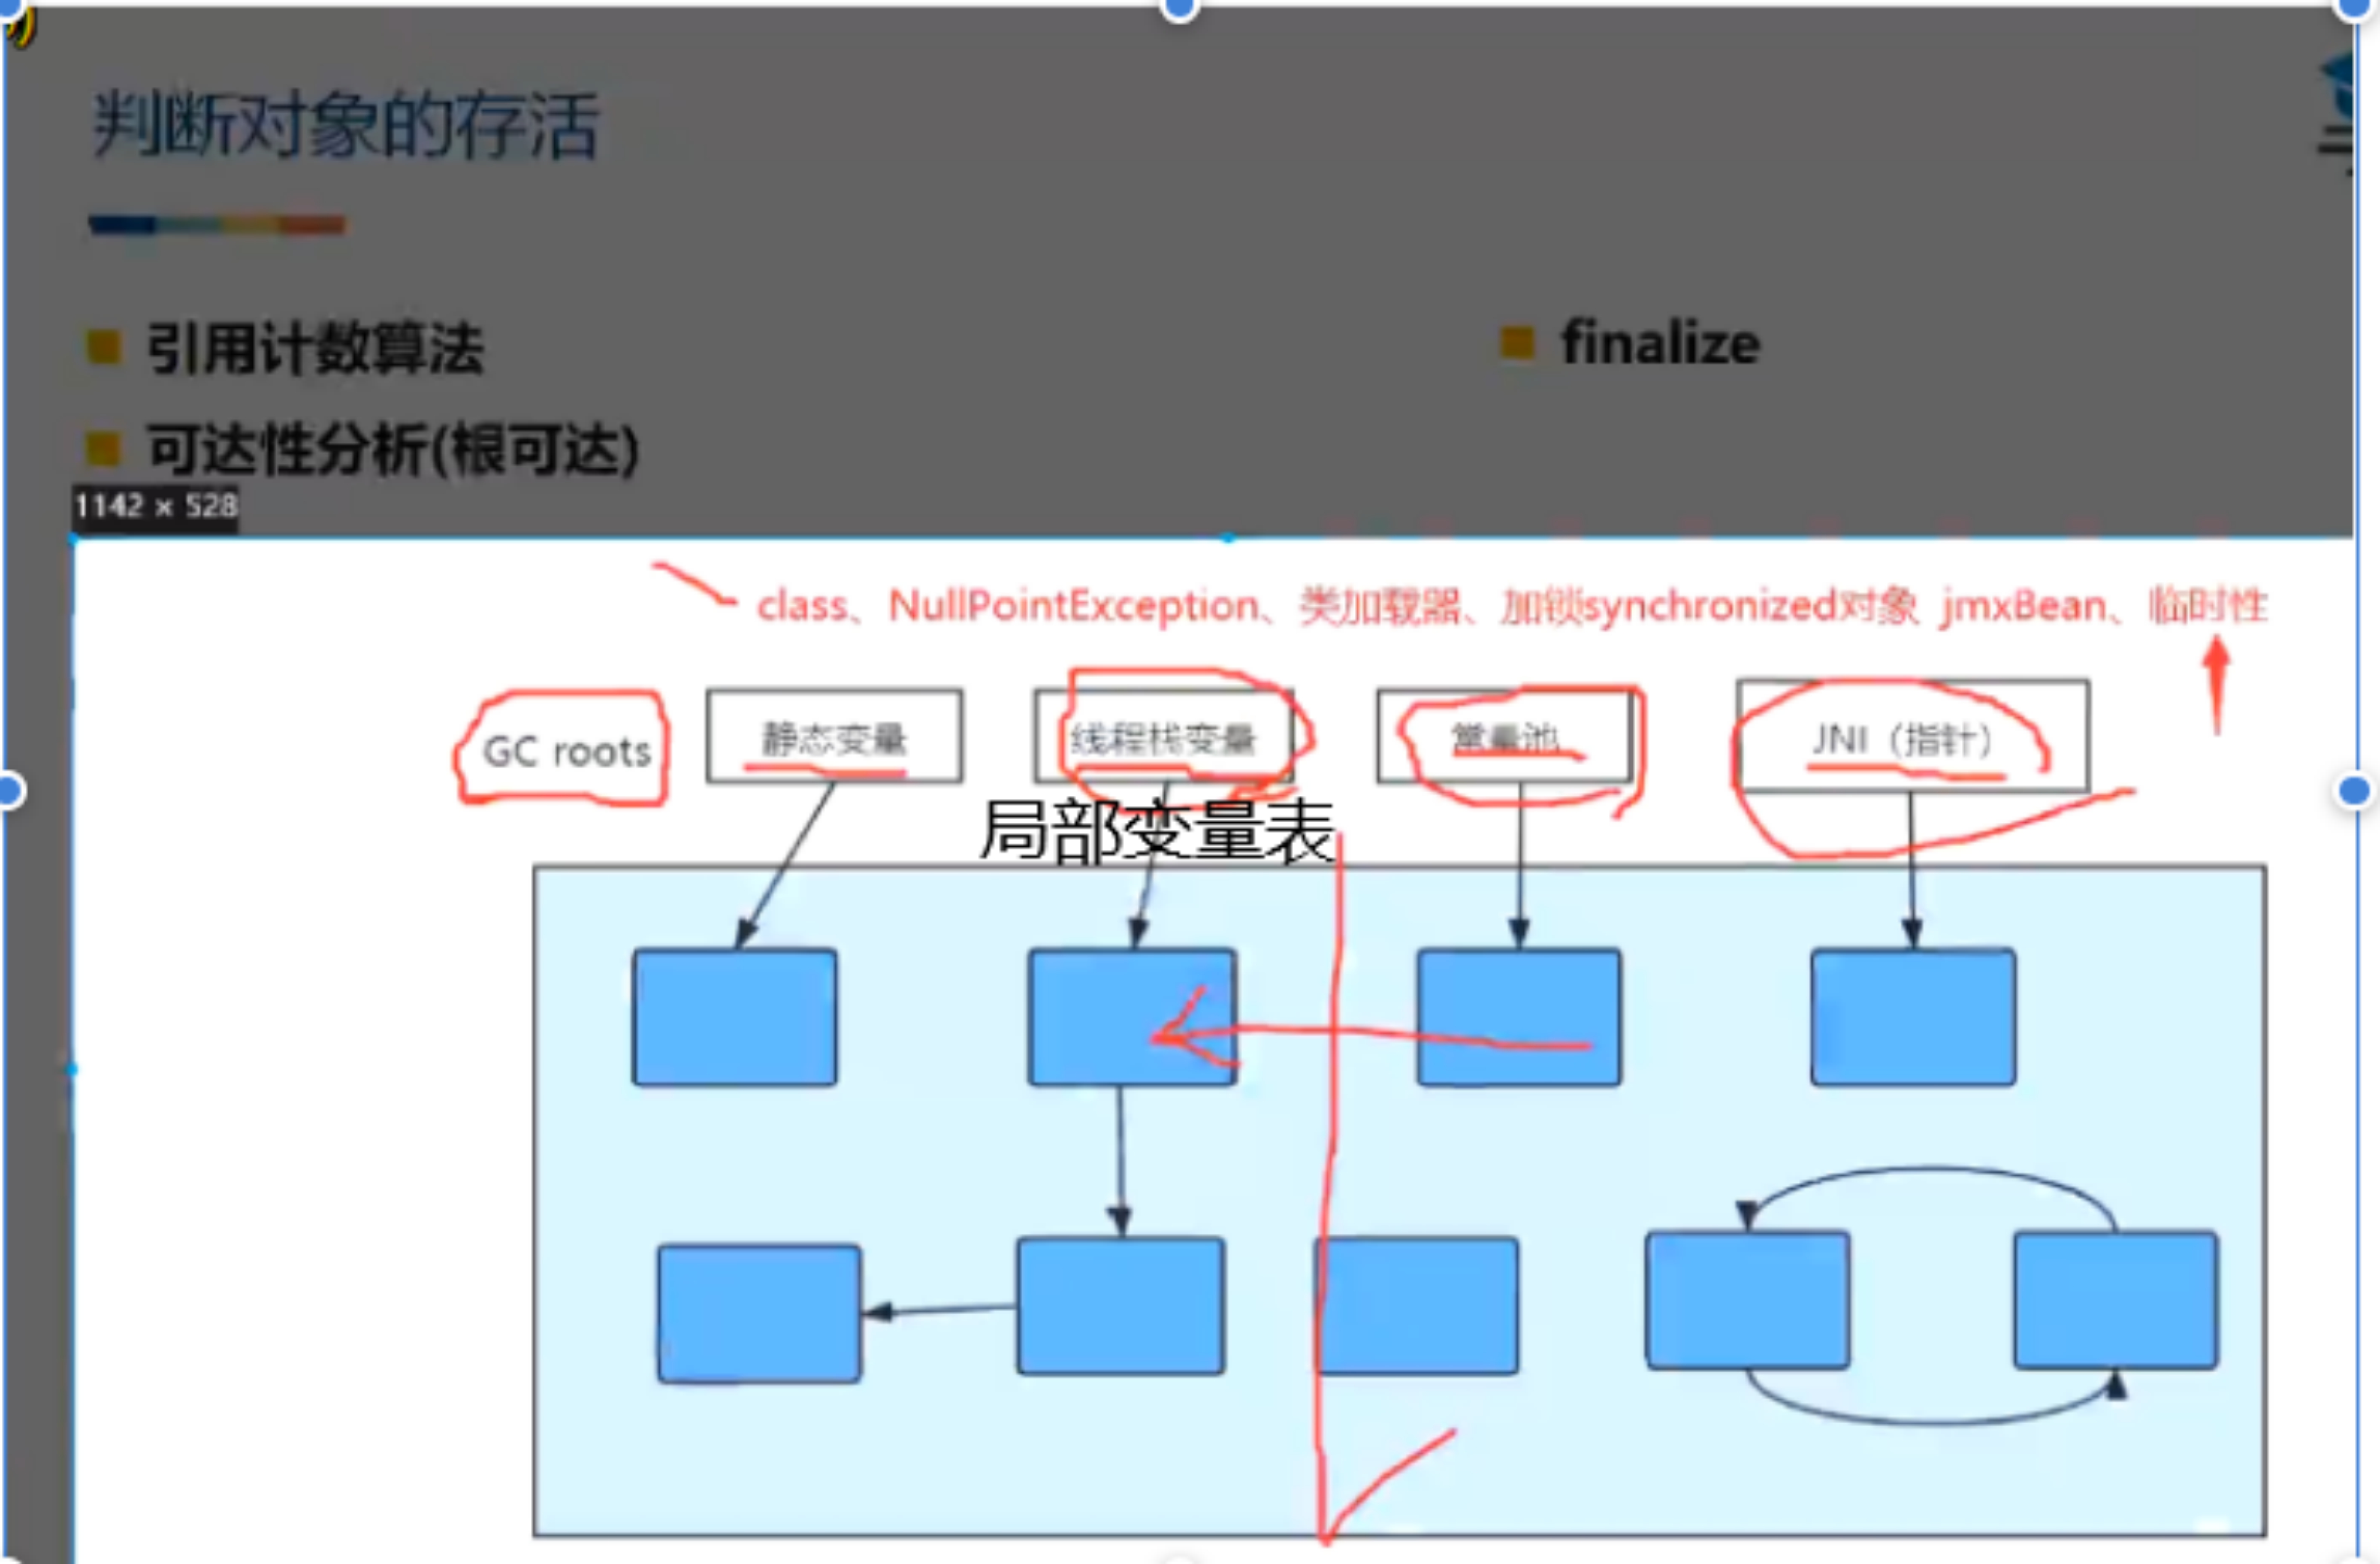 判断对象的存活
引用计数算法
finalize
可达性分析(根可达)
1142 × 528
class、NullPointException、类加载器、加锁synchronized对象 jmxBean、临时性
GC roots
静态变量
线程栈变量
常量池
JNI（指针）
局部变量表